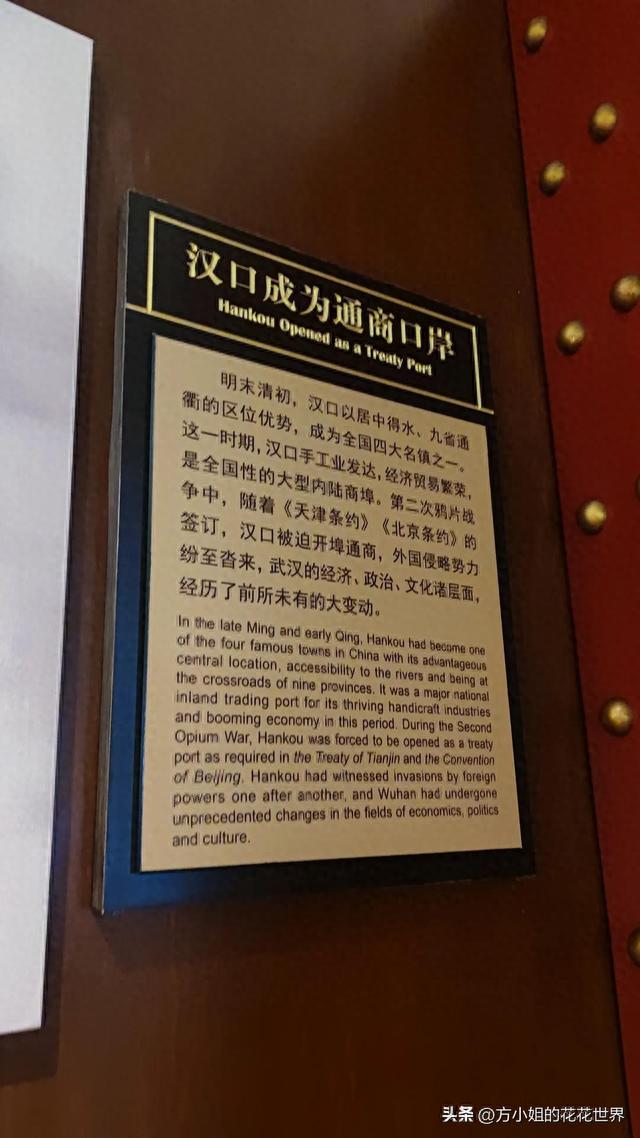 汉口成为通商口岸
Hankou Opened as a Treaty Port
明末清初，汉口以居中得水、九省通
衢的区位优势，成为全国四大名镇之一。
这一时期，汉口手工业发达，经济贸易繁荣，
是全国性的大型内陆商埠。第二次鸦片战
争中，随着《天津条约》《北京条约》的
签订，汉口被迫开埠通商，外国侵略势力
纷至沓来，武汉的经济、政治、文化诸层面，
经历了前所未有的大变动。
In the late Ming and early Qing, Hankou had become one
of the four famous towns in China with its advantageous
central location, accessibility to the rivers and being at
the crossroads of nine provinces. It was a major national
inland trading port for its thriving handicraft industries
and booming economy in this period. During the Second
Opium War, Hankou was forced to be opened as a treaty
port as required in the Treaty of Tianjin and the Convention
of Beijing. Hankou had witnessed invasions by foreign
powers one after another, and Wuhan had undergone
unprecedented changes in the fields of economics, politics
and culture.
头条 @方小姐的花花世界